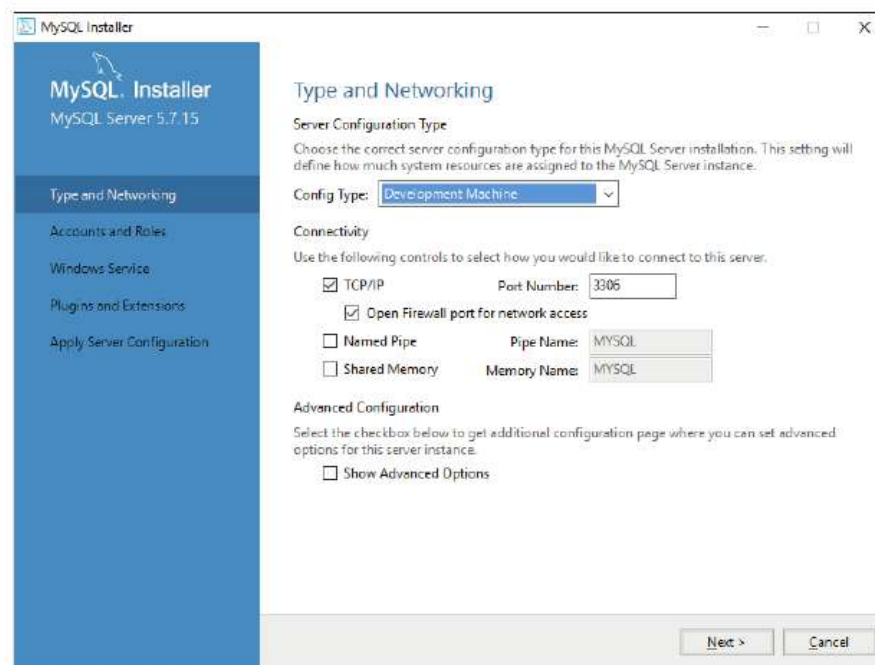 MySQL Installer
MySQL. Installer
MySQL Server 5.7.15
Type and Networking
Accounts and Roles
Windows Service
Plugins and Extensions
Apply Server Configuration
Type and Networking
Server Configuration Type
Choose the correct server configuration type for this MySQL Server installation. This setting will
define how much system resources are assigned to the MySQL Server instance.
Config Type: Development Machine
Connectivity
Use the following controls to select how you would like to connect to this server.
TCP/IP Port Number: 3306
Open Firewall port for network access
Named Pipe Pipe Name: MYSQL
Shared Memory Memory Name: MYSQL
Advanced Configuration
Select the checkbox below to get additional configuration page where you can set advanced
options for this server instance.
Show Advanced Options
Next > Cancel